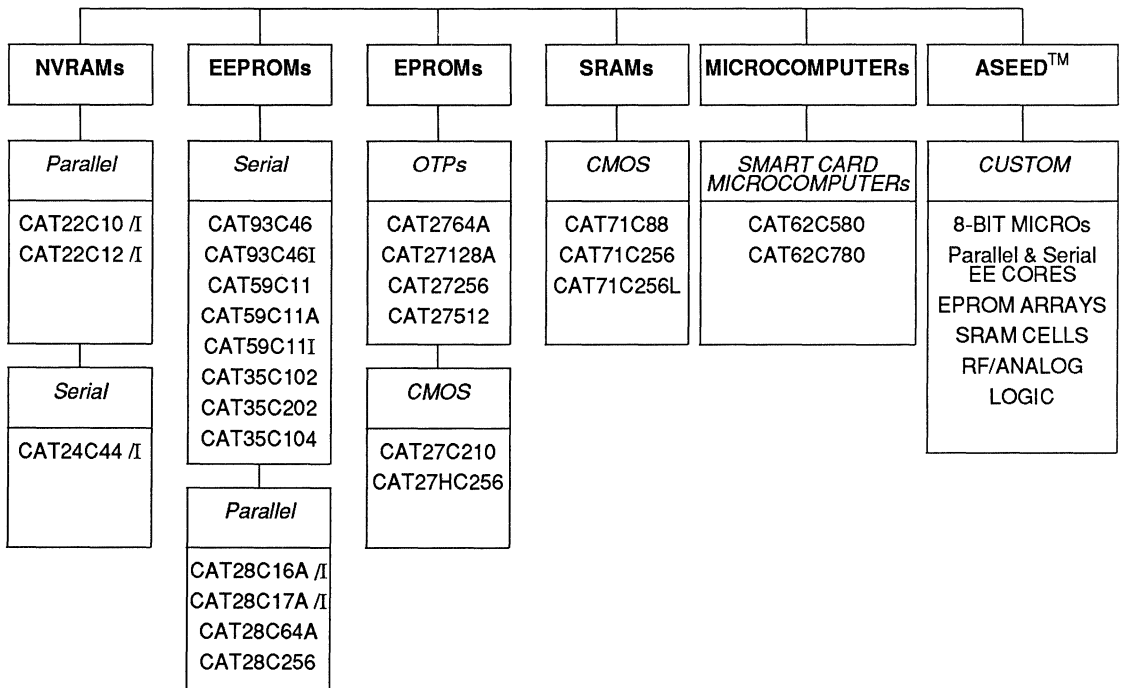 NVRAMs
EEPROMs
EPROMs
SRAMs
MICROCOMPUTERs
ASEED™
Parallel
CAT22C10 /I
CAT22C12 /I
Serial
CAT24C44 /I
Serial
CAT93C46
CAT93C46I
CAT59C11
CAT59C11A
CAT59C11I
CAT35C102
CAT35C202
CAT35C104
Parallel
CAT28C16A /I
CAT28C17A /I
CAT28C64A
CAT28C256
OTPs
CAT2764A
CAT27128A
CAT27256
CAT27512
CMOS
CAT27C210
CAT27HC256
CMOS
CAT71C88
CAT71C256
CAT71C256L
SMART CARD
MICROCOMPUTERs
CAT62C580
CAT62C780
CUSTOM
8-BIT MICROs
Parallel & Serial
EE CORES
EPROM ARRAYS
SRAM CELLS
RF/ANALOG
LOGIC